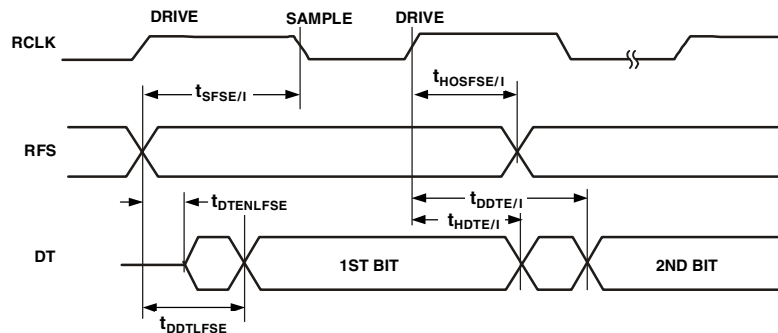 DRIVE SAMPLE DRIVE
RCLK
tSFSE/I tHOSFSE/I
RFS
tDDTE/I
tDTENLFSE
tHDTE/I
DT 1ST BIT 2ND BIT
tDDTLFSE